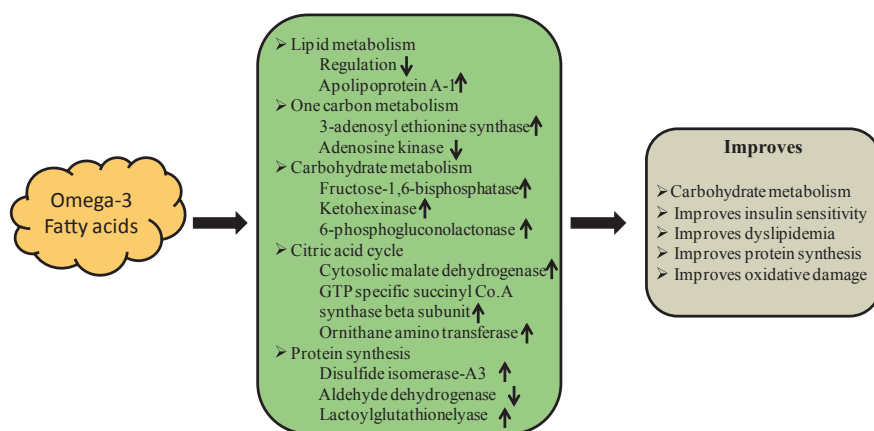 Omega-3
Fatty acids
➢ Lipid metabolism
Regulation ↓
Apolipoprotein A-1 ↑
➢ One carbon metabolism
3-adenosyl ethionine synthase ↑
Adenosine kinase ↓
➢ Carbohydrate metabolism
Fructose-1,6-bisphosphatase ↑
Ketohexinase ↑
6-phosphogluconolactonase ↑
➢ Citric acid cycle
Cytosolic malate dehydrogenase ↑
GTP specific succinyl Co.A
synthase beta subunit ↑
Ornithane amino transferase ↑
➢ Protein synthesis
Disulfide isomerase-A3 ↑
Aldehyde dehydrogenase ↓
Lactoylglutathionelyase ↑
Improves
➢ Carbohydrate metabolism
➢ Improves insulin sensitivity
➢ Improves dyslipidemia
➢ Improves protein synthesis
➢ Improves oxidative damage